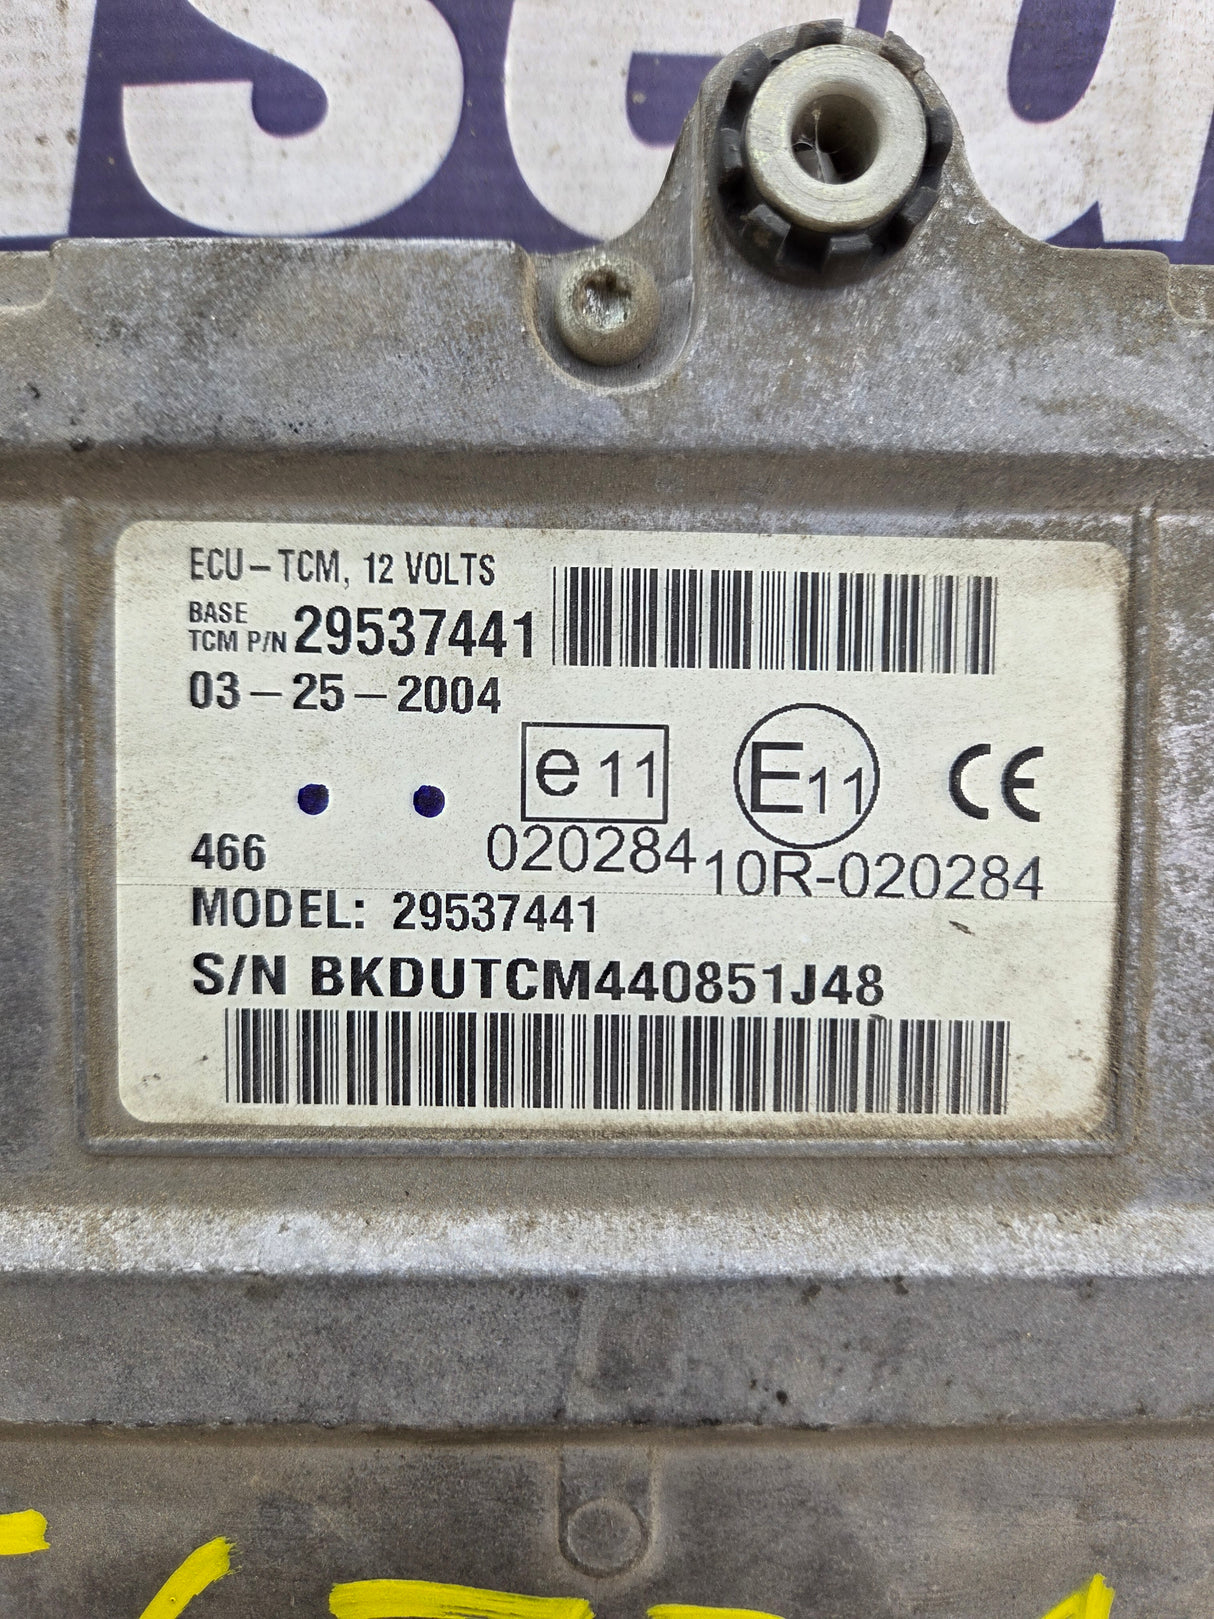 ECU-TCM, 12 VOLTS
BASE
TCM P/N 29537441
03-25-2004
e 11
E11
CE
020284
10R-020284
466
MODEL: 29537441
S/N BKDUTCM440851J48